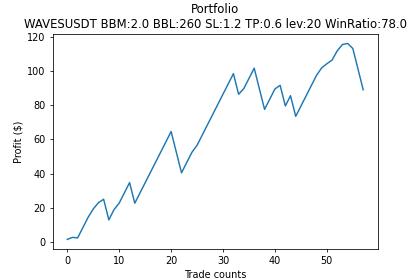 Portfolio
WAVESUSDT BBM:2.0 BBL:260 SL:1.2 TP:0.6 lev:20 WinRatio:78.0
120
100
80
60
40
20
0
Profit ($)
0 10 20 30 40 50
Trade counts